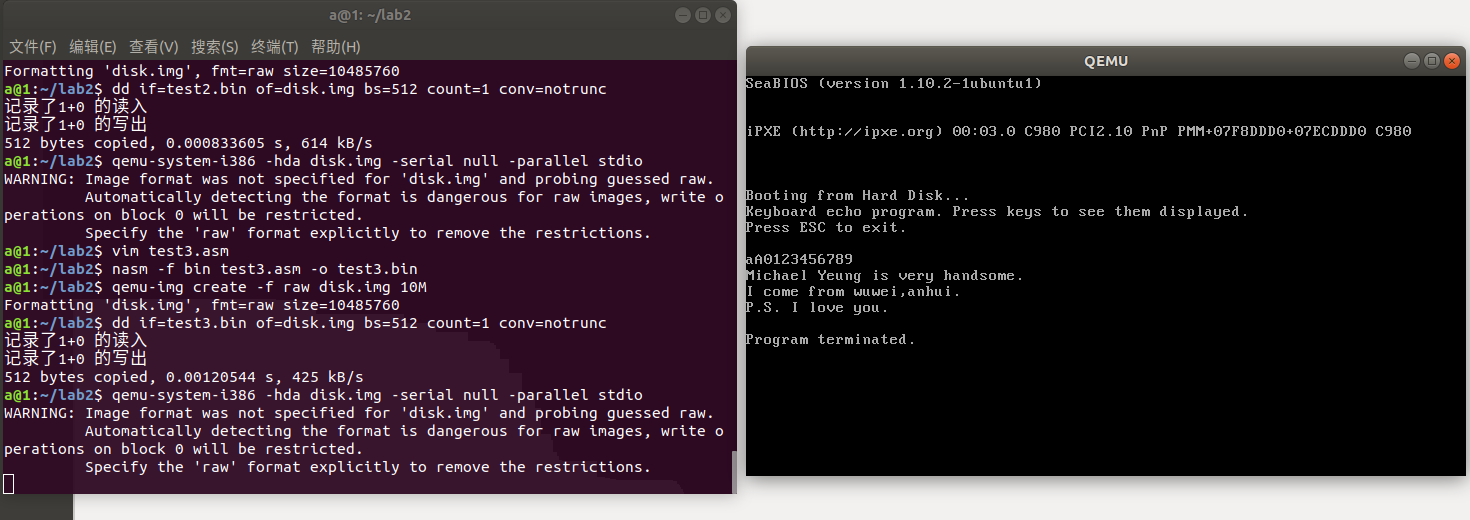 a@1: ~/lab2
文件(F) 编辑(E) 查看(V) 搜索(S) 终端(T) 帮助(H)
Formatting 'disk.img', fmt=raw size=10485760
a@1:~/lab2$ dd if=test2.bin of=disk.img bs=512 count=1 conv=notrunc
记录了1+0 的读入
记录了1+0 的写出
512 bytes copied, 0.000833605 s, 614 kB/s
a@1:~/lab2$ qemu-system-i386 -hda disk.img -serial null -parallel stdio
WARNING: Image format was not specified for 'disk.img' and probing guessed raw.
         Automatically detecting the format is dangerous for raw images, write o
perations on block 0 will be restricted.
         Specify the 'raw' format explicitly to remove the restrictions.
a@1:~/lab2$ vim test3.asm
a@1:~/lab2$ nasm -f bin test3.asm -o test3.bin
a@1:~/lab2$ qemu-img create -f raw disk.img 10M
Formatting 'disk.img', fmt=raw size=10485760
a@1:~/lab2$ dd if=test3.bin of=disk.img bs=512 count=1 conv=notrunc
记录了1+0 的读入
记录了1+0 的写出
512 bytes copied, 0.00120544 s, 425 kB/s
a@1:~/lab2$ qemu-system-i386 -hda disk.img -serial null -parallel stdio
WARNING: Image format was not specified for 'disk.img' and probing guessed raw.
         Automatically detecting the format is dangerous for raw images, write o
perations on block 0 will be restricted.
         Specify the 'raw' format explicitly to remove the restrictions.
QEMU
SeaBIOS (version 1.10.2-1ubuntu1)
iPXE (http://ipxe.org) 00:03.0 C980 PCI2.10 PnP PMM+07F8DDD0+07ECDDD0 C980
Booting from Hard Disk...
Keyboard echo program. Press keys to see them displayed.
Press ESC to exit.
aA0123456789
Michael Yeung is very handsome.
I come from wuwei,anhui.
P.S. I love you.
Program terminated.